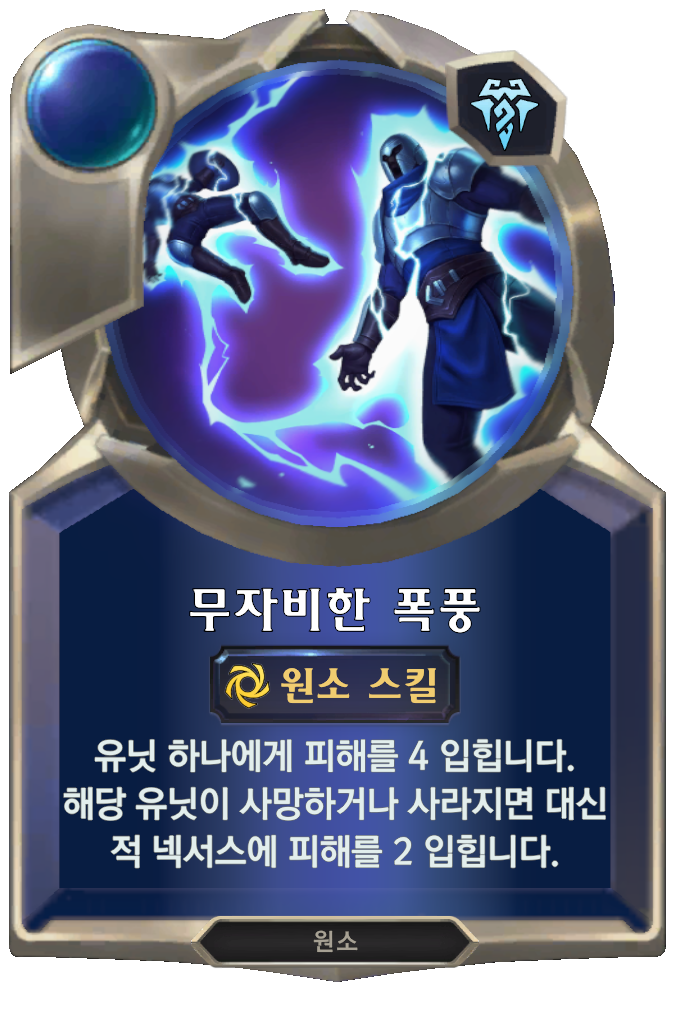 무자비한 폭풍
원소 스킬
유닛 하나에게 피해를 4 입힙니다.
해당 유닛이 사망하거나 사라지면 대신
적 넥서스에 피해를 2 입힙니다.
원소